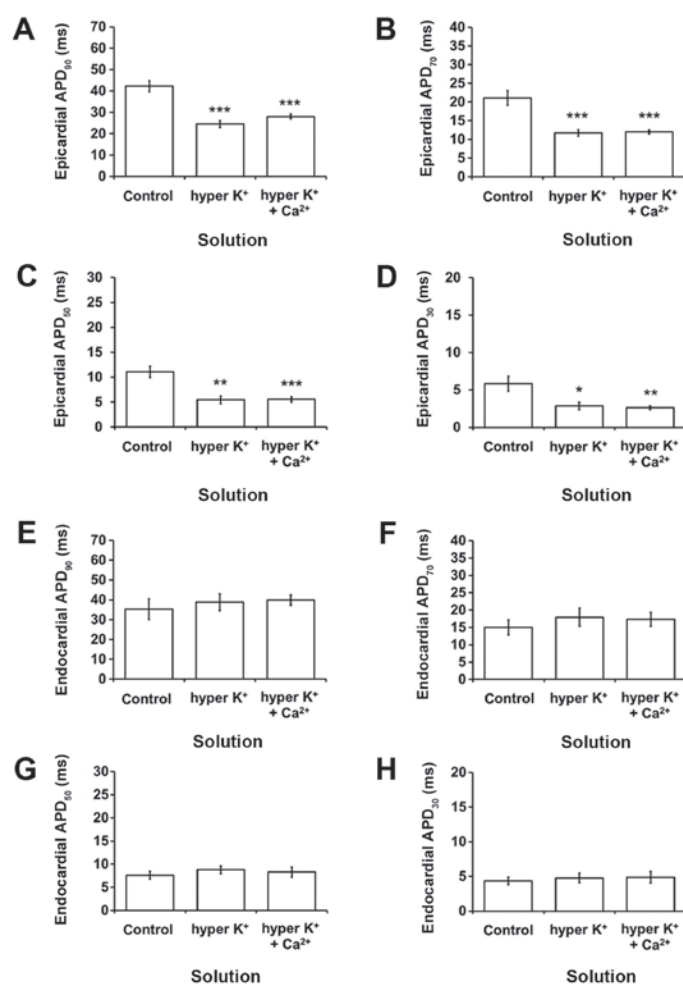 A
Epicardial APD90 (ms)
70
60
50
40
30
20
10
0
***
***
Control
hyper K+
hyper K+
+ Ca2+
Solution
B
Epicardial APD70 (ms)
40
35
30
25
20
15
10
5
0
***
***
Control
hyper K+
hyper K+
+ Ca2+
Solution
C
Epicardial APD50 (ms)
30
25
20
15
10
5
0
**
***
Control
hyper K+
hyper K+
+ Ca2+
Solution
D
Epicardial APD30 (ms)
20
15
10
5
0
*
**
Control
hyper K+
hyper K+
+ Ca2+
Solution
E
Endocardial APD90 (ms)
70
60
50
40
30
20
10
0
Control
hyper K+
hyper K+
+ Ca2+
Solution
F
Endocardial APD70 (ms)
40
35
30
25
20
15
10
5
0
Control
hyper K+
hyper K+
+ Ca2+
Solution
G
Endocardial APD50 (ms)
30
25
20
15
10
5
0
Control
hyper K+
hyper K+
+ Ca2+
Solution
H
Endocardial APD30 (ms)
20
15
10
5
0
Control
hyper K+
hyper K+
+ Ca2+
Solution